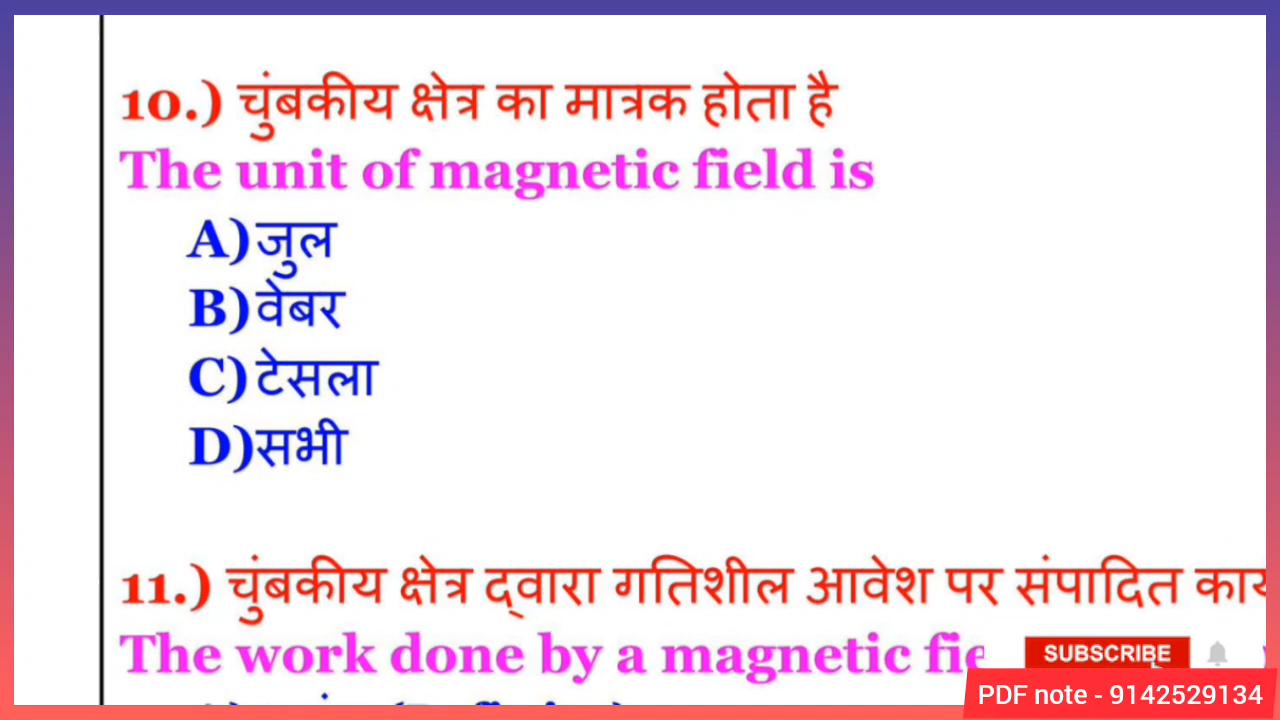 10.) चुंबकीय क्षेत्र का मात्रक होता है
The unit of magnetic field is
A)जुल
B)वेबर
C)टेसला
D)सभी
11.) चुंबकीय क्षेत्र द्वारा गतिशील आवेश पर संपादित
The work done by a magnetic
SUBSCRIBE
PDF note - 9142529134